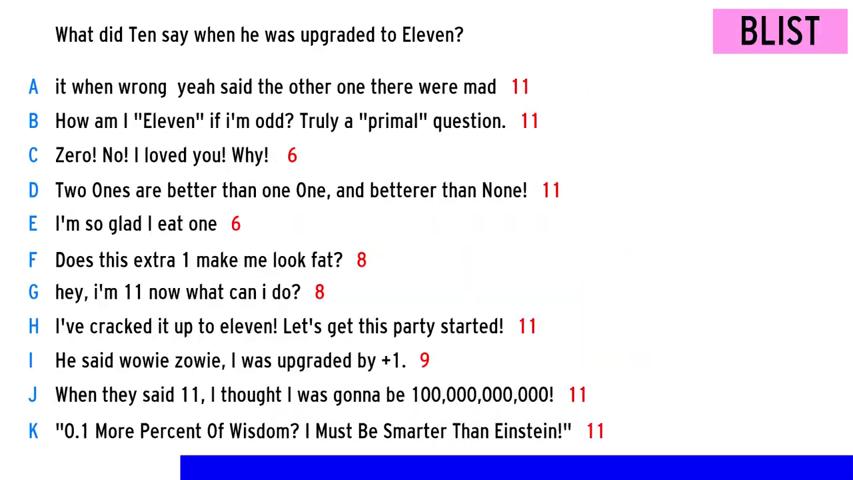 What did Ten say when he was upgraded to Eleven?
BLIST
A it when wrong  yeah said the other one there were mad 11
B How am I "Eleven" if i'm odd? Truly a "primal" question. 11
C Zero! No! I loved you! Why! 6
D Two Ones are better than one One, and betterer than None! 11
E I'm so glad I eat one 6
F Does this extra 1 make me look fat? 8
G hey, i'm 11 now what can i do? 8
H I've cracked it up to eleven! Let's get this party started! 11
I He said wowie zowie, I was upgraded by +1. 9
J When they said 11, I thought I was gonna be 100,000,000,000! 11
K "0.1 More Percent Of Wisdom? I Must Be Smarter Than Einstein!" 11